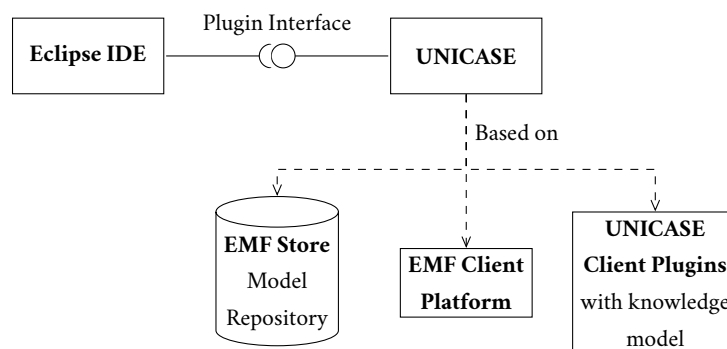 Plugin Interface
Eclipse IDE
UNICASE
Based on
EMF Store
Model
Repository
EMF Client
Platform
UNICASE
Client Plugins
with knowledge
model